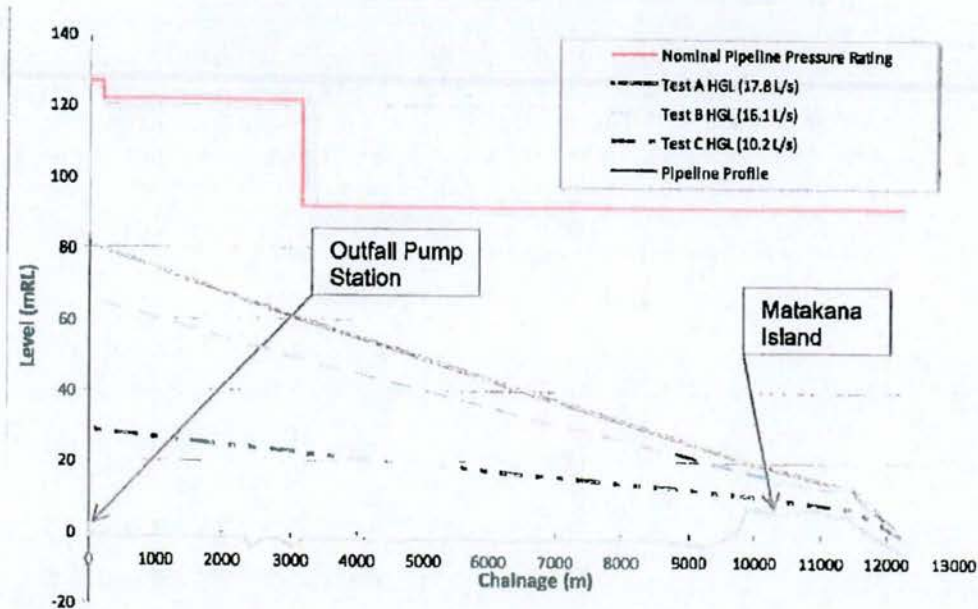 140
120
100
80
60
40
20
0
-20
Level (mRL)
Nominal Pipeline Pressure Rating
Test A HGL (17.8 L/s)
Test B HGL (16.1 L/s)
Test C HGL (10.2 L/s)
Pipeline Profile
Outfall Pump
Station
Matakana
Island
0 1000 2000 3000 4000 5000 6000 7000 8000 9000 10000 11000 12000 13000
Chainage (m)